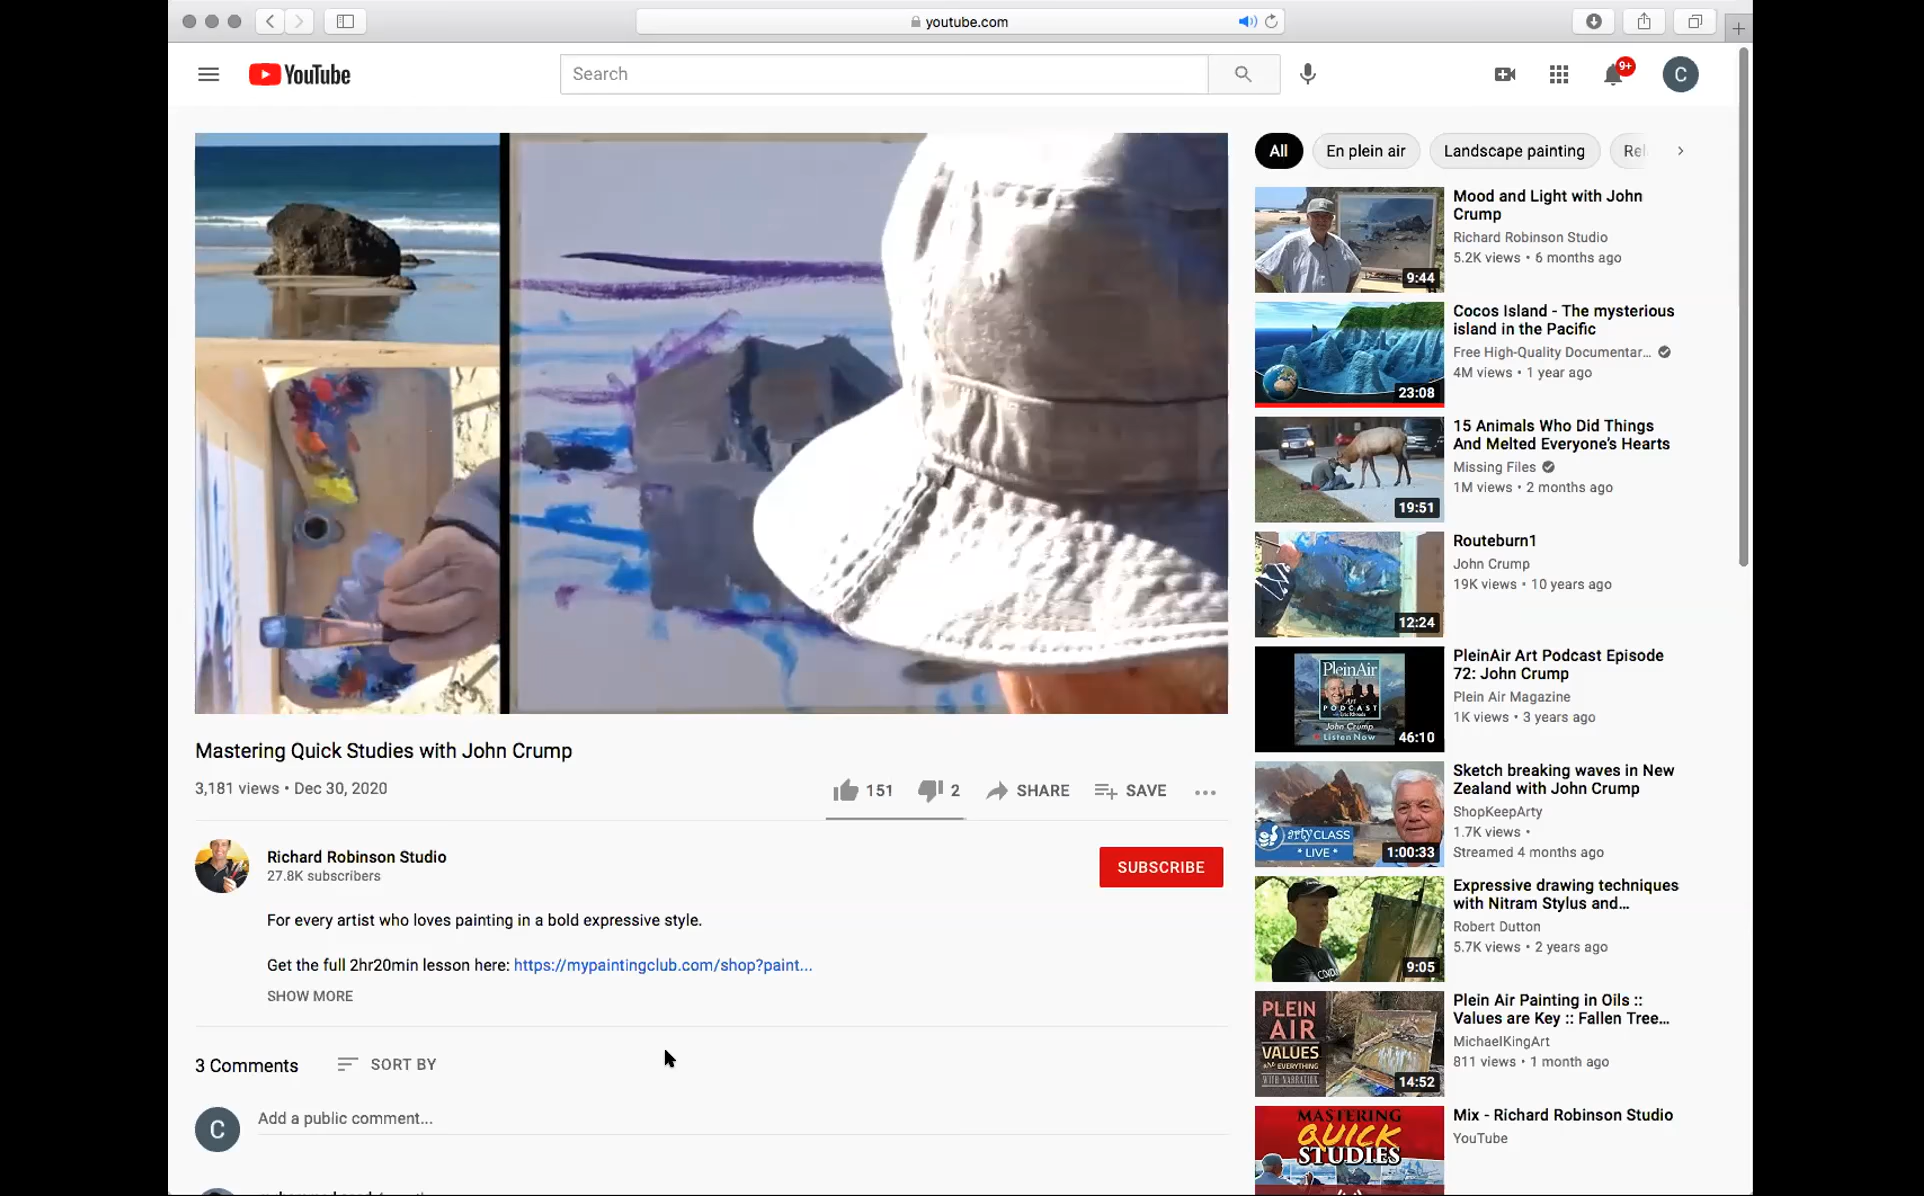 youtube.com
YouTube
Search
9+
C
All
En plein air
Landscape painting
Mood and Light with John
Crump
Richard Robinson Studio
5.2K views • 6 months ago
9:44
Cocos Island - The mysterious
island in the Pacific
Free High-Quality Documentar...
4M views • 1 year ago
23:08
15 Animals Who Did Things
And Melted Everyone's Hearts
Missing Files
1M views • 2 months ago
19:51
Routeburn1
John Crump
19K views • 10 years ago
12:24
PleinAir Art Podcast Episode
72: John Crump
Plein Air Magazine
1K views • 3 years ago
PleinAir
PODCAST
John Crump
Listen Now
46:10
Sketch breaking waves in New
Zealand with John Crump
ShopKeepArty
1.7K views •
Streamed 4 months ago
arty CLASS
* LIVE *
1:00:33
Expressive drawing techniques
with Nitram Stylus and...
Robert Dutton
5.7K views • 2 years ago
9:05
Plein Air Painting in Oils ::
Values are Key :: Fallen Tree...
MichaelKingArt
811 views • 1 month ago
PLEIN
AIR
VALUES
ARE EVERYTHING
WITH NARRATION
14:52
Mix - Richard Robinson Studio
YouTube
MASTERING
QUICK
STUDIES
Mastering Quick Studies with John Crump
3,181 views • Dec 30, 2020
151
2
SHARE
SAVE
Richard Robinson Studio
27.8K subscribers
SUBSCRIBE
For every artist who loves painting in a bold expressive style.
Get the full 2hr20min lesson here: https://mypaintingclub.com/shop?paint...
SHOW MORE
3 Comments
SORT BY
C
Add a public comment...